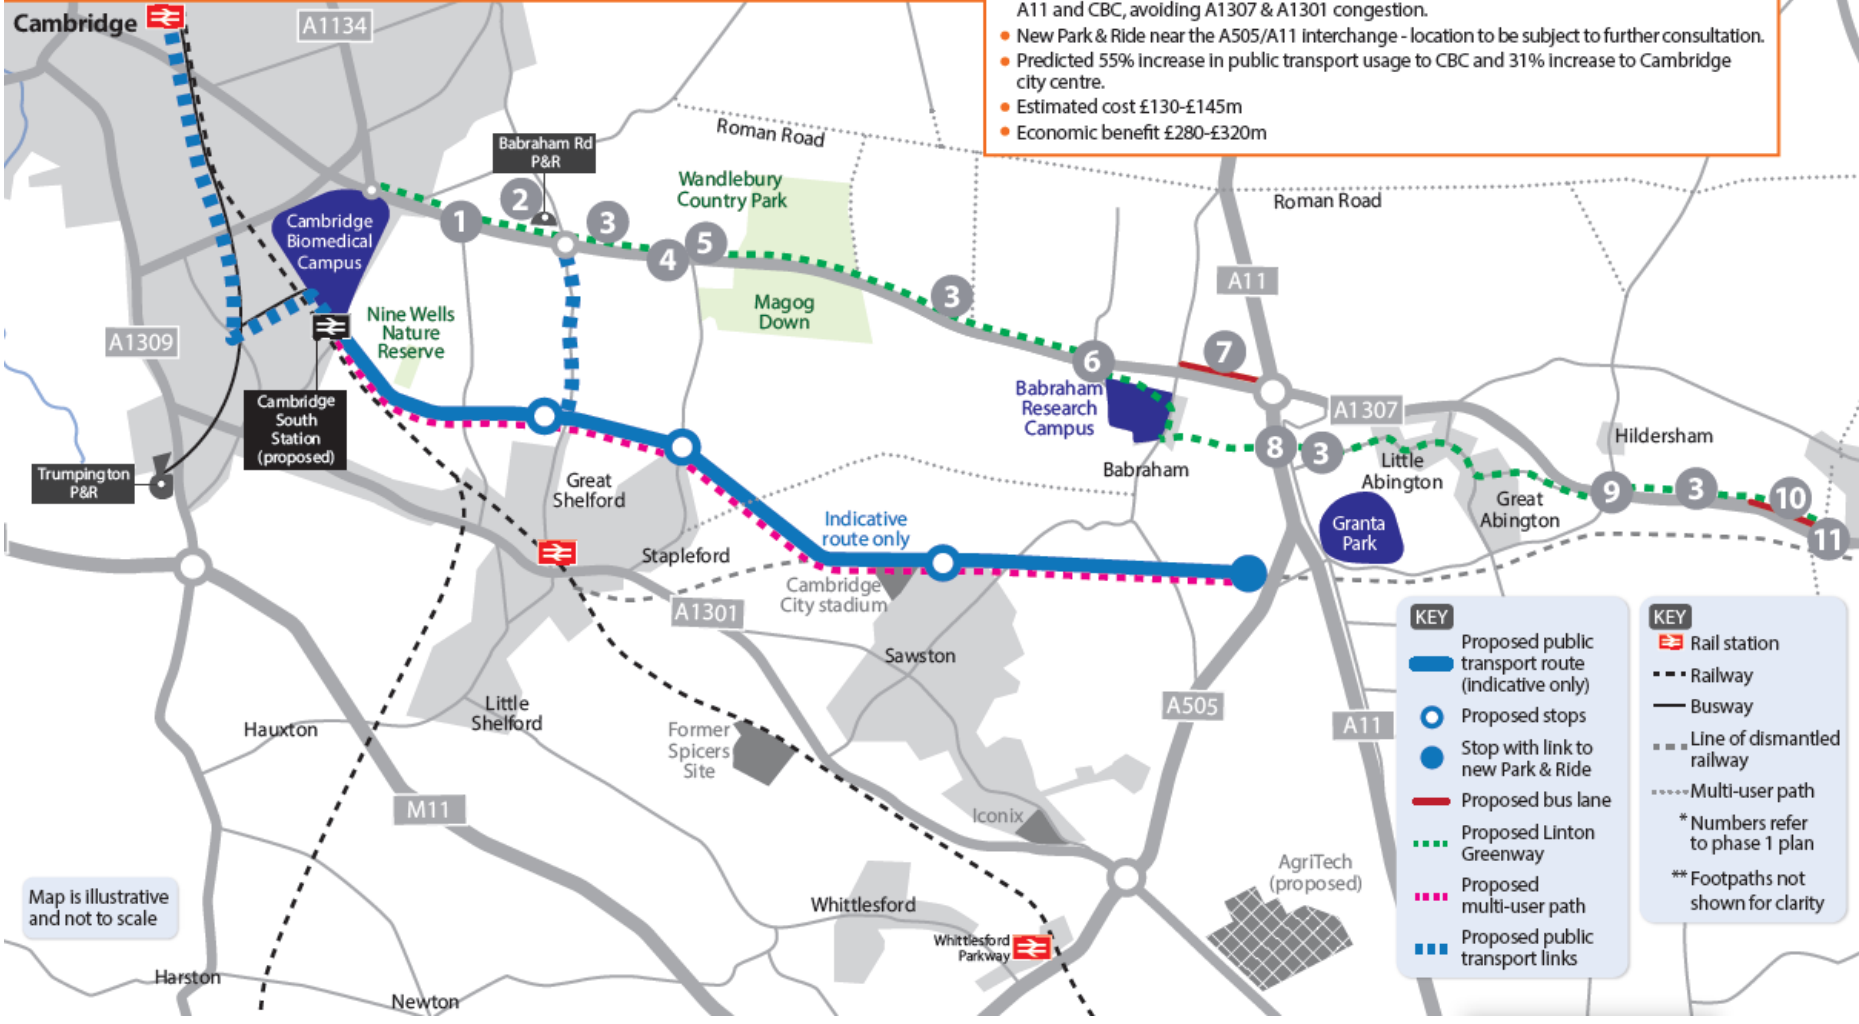 Cambridge
A1134
A11 and CBC, avoiding A1307 & A1301 congestion.
• New Park & Ride near the A505/A11 interchange - location to be subject to further consultation.
• Predicted 55% increase in public transport usage to CBC and 31% increase to Cambridge
city centre.
• Estimated cost £130-£145m
• Economic benefit £280-£320m
Roman Road
Babraham Rd
P&R
Wandlebury
Country Park
Roman Road
Cambridge
Biomedical
Campus
1
2
3
4
5
A11
3
Magog
Down
Nine Wells
Nature
Reserve
A1309
6
7
Babraham
Research
Campus
A1307
Cambridge
South
Station
(proposed)
Hildersham
8
3
Babraham
Little
Abington
Trumpington
P&R
Great
Shelford
9
3
10
11
Great
Abington
Granta
Park
Indicative
route only
Stapleford
Cambridge
City stadium
A1301
Sawston
Little
Shelford
Hauxton
Former
Spicers
Site
A505
A11
M11
Iconix
AgriTech
(proposed)
Whittlesford
Whittlesford
Parkway
Map is illustrative
and not to scale
Harston
Newton
KEY
Proposed public
transport route
(indicative only)
Proposed stops
Stop with link to
new Park & Ride
Proposed bus lane
Proposed Linton
Greenway
Proposed
multi-user path
Proposed public
transport links
KEY
Rail station
Railway
Busway
Line of dismantled
railway
Multi-user path
* Numbers refer
to phase 1 plan
** Footpaths not
shown for clarity